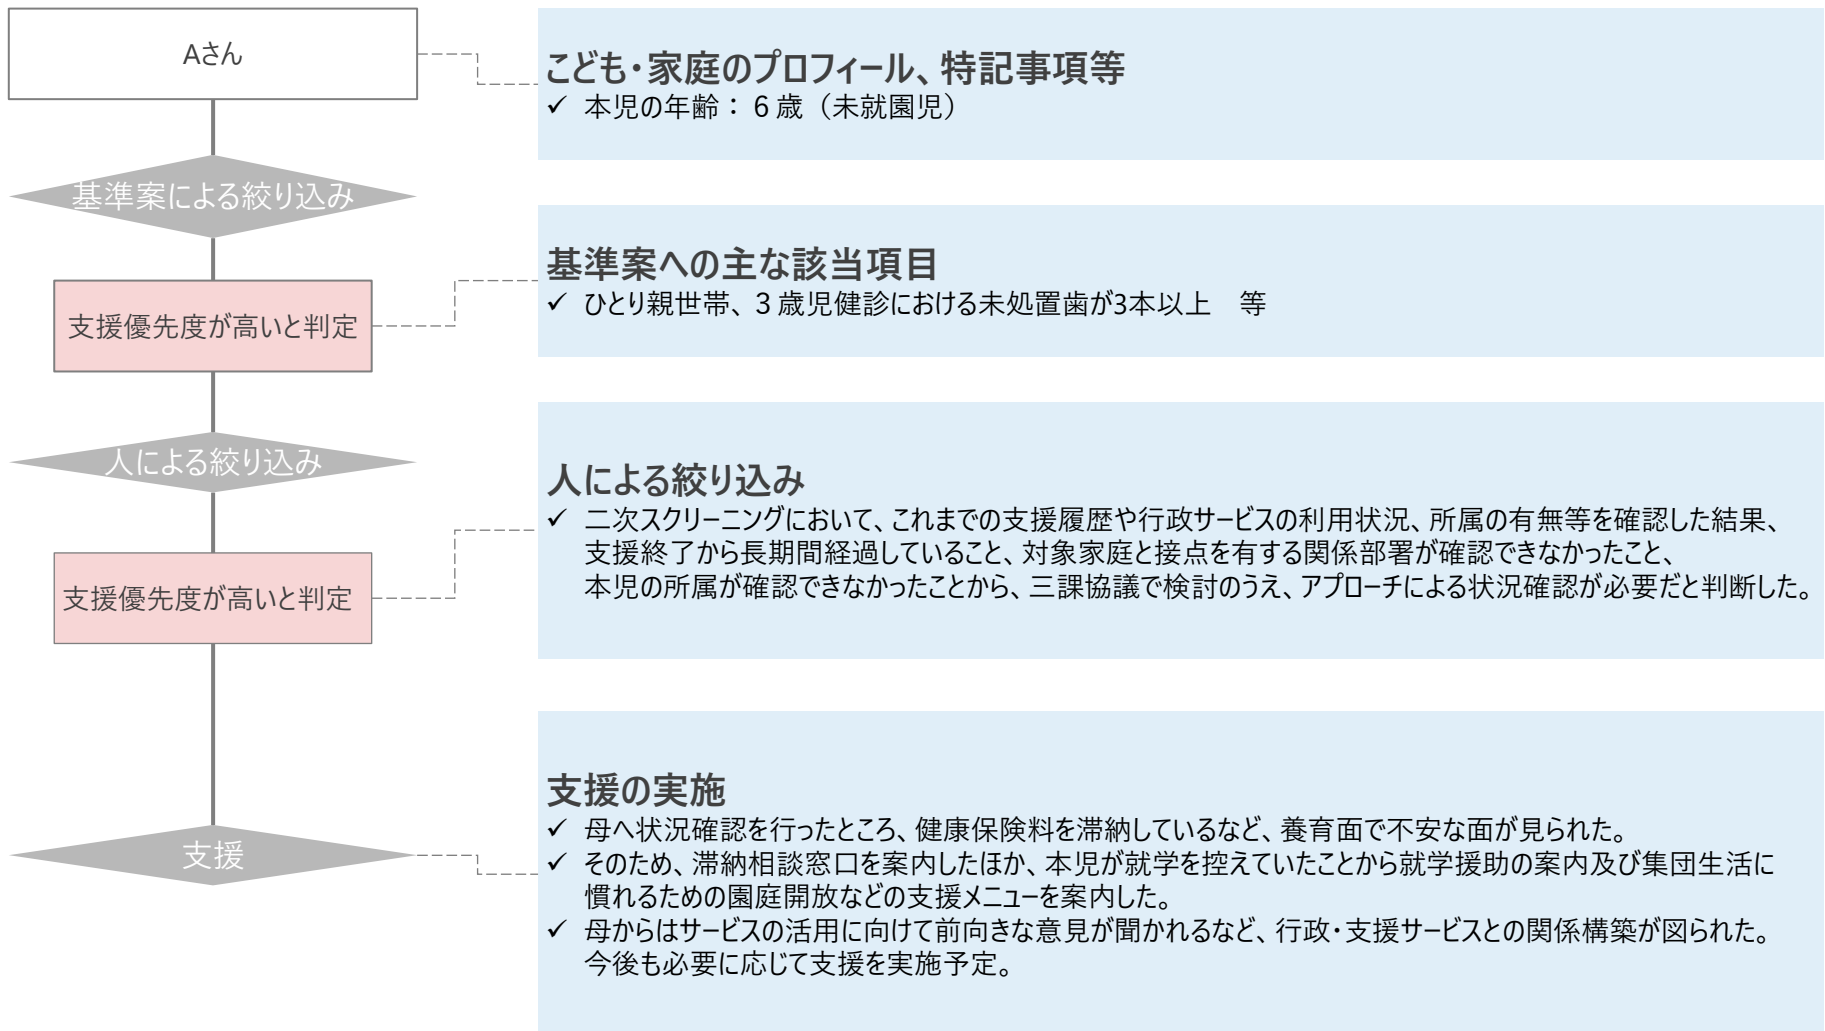 Aさん
こども・家庭のプロフィール、特記事項等
✓ 本児の年齢：６歳（未就園児）
基準案による絞り込み
基準案への主な該当項目
✓ ひとり親世帯、３歳児健診における未処置歯が3本以上　等
支援優先度が高いと判定
人による絞り込み
人による絞り込み
✓ 二次スクリーニングにおいて、これまでの支援履歴や行政サービスの利用状況、所属の有無等を確認した結果、
支援終了から長期間経過していること、対象家庭と接点を有する関係部署が確認できなかったこと、
本児の所属が確認できなかったことから、三課協議で検討のうえ、アプローチによる状況確認が必要だと判断した。
支援優先度が高いと判定
支援
支援の実施
✓ 母へ状況確認を行ったところ、健康保険料を滞納しているなど、養育面で不安な面が見られた。
✓ そのため、滞納相談窓口を案内したほか、本児が就学を控えていたことから就学援助の案内及び集団生活に
慣れるための園庭開放などの支援メニューを案内した。
✓ 母からはサービスの活用に向けて前向きな意見が聞かれるなど、行政・支援サービスとの関係構築が図られた。
今後も必要に応じて支援を実施予定。